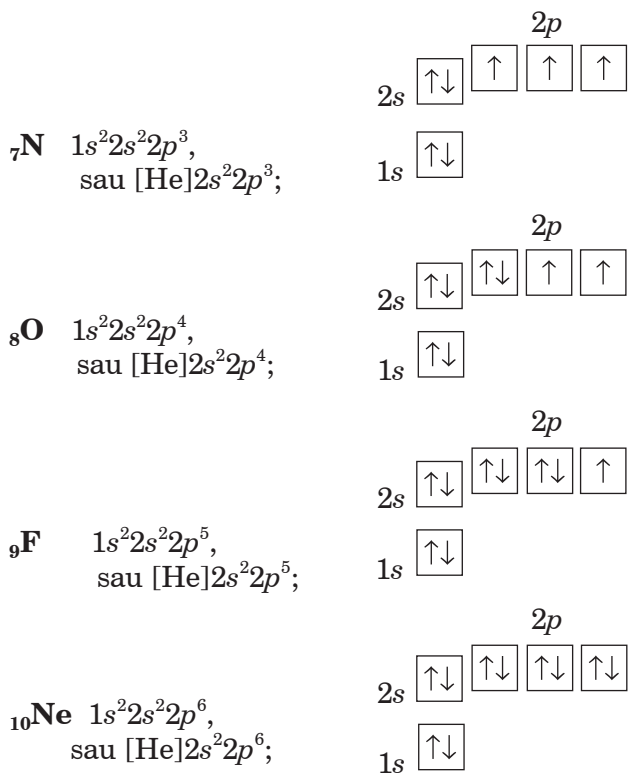 2p
2s ↑↓ ↑ ↑ ↑
₇N 1s²2s²2p³,
1s ↑↓
sau [He]2s²2p³;
2p
2s ↑↓ ↑↓ ↑ ↑
₈O 1s²2s²2p⁴,
1s ↑↓
sau [He]2s²2p⁴;
2p
2s ↑↓ ↑↓ ↑↓ ↑
₉F 1s²2s²2p⁵,
1s ↑↓
sau [He]2s²2p⁵;
2p
2s ↑↓ ↑↓ ↑↓ ↑↓
₁₀Ne 1s²2s²2p⁶,
1s ↑↓
sau [He]2s²2p⁶;